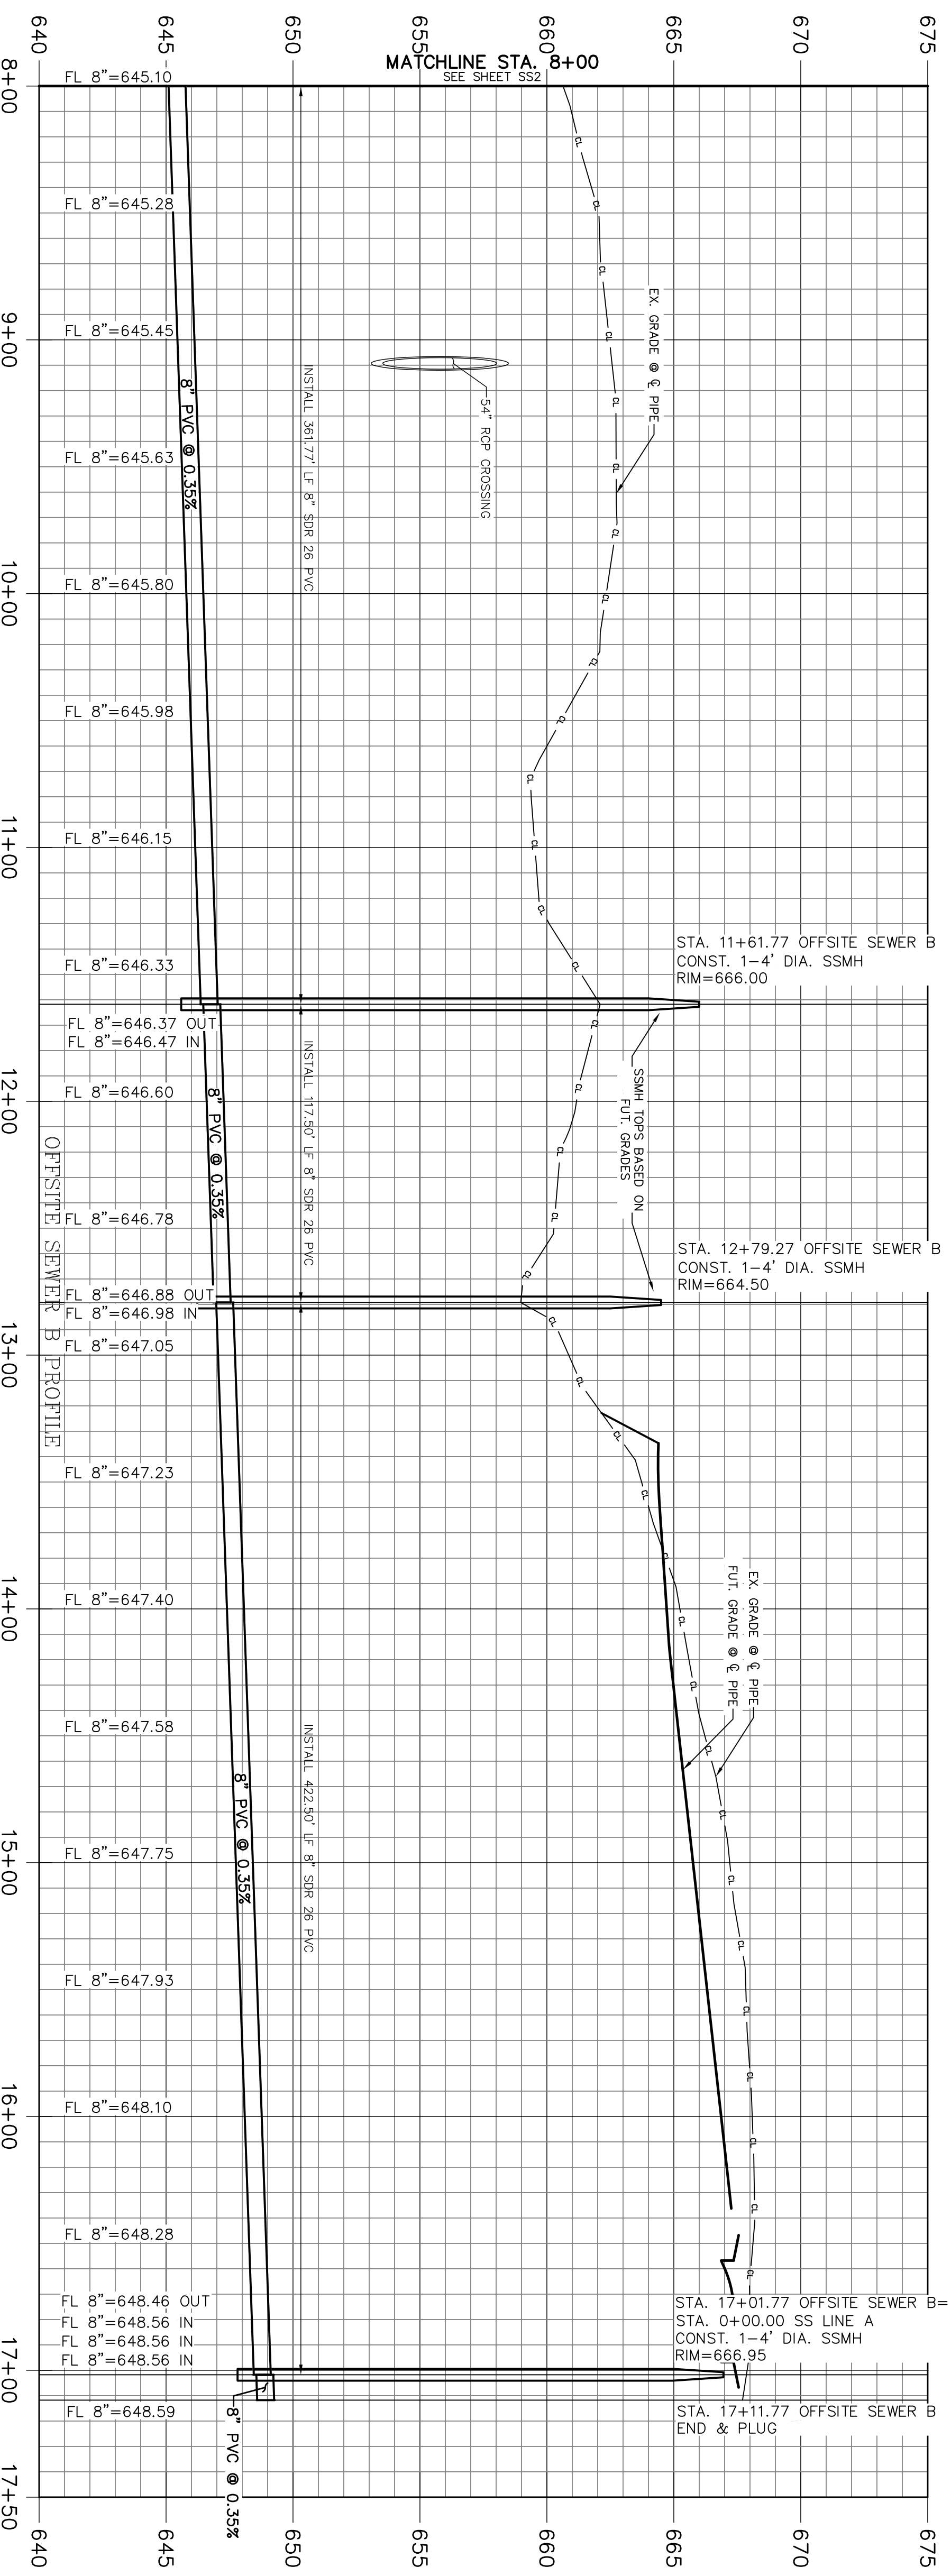 675
670
665
660
655
650
645
640
MATCHLINE STA. 8+00
SEE SHEET SS2
8+00
FL 8"=645.10
FL 8"=645.28
EX. GRADE @ CL PIPE
9+00
FL 8"=645.45
54" RCP CROSSING
INSTALL 361.77' LF 8" SDR 26 PVC
8" PVC @ 0.35%
FL 8"=645.63
10+00
FL 8"=645.80
FL 8"=645.98
11+00
FL 8"=646.15
STA. 11+61.77 OFFSITE SEWER B
CONST. 1-4' DIA. SSMH
RIM=666.00
FL 8"=646.33
FL 8"=646.37 OUT
FL 8"=646.47 IN
SSMH TOPS BASED ON
FUT. GRADES
INSTALL 117.50' LF 8" SDR 26 PVC
8" PVC @ 0.35%
12+00
FL 8"=646.60
FL 8"=646.78
STA. 12+79.27 OFFSITE SEWER B
CONST. 1-4' DIA. SSMH
RIM=664.50
FL 8"=646.88 OUT
FL 8"=646.98 IN
OFFSITE SEWER B PROFILE
13+00
FL 8"=647.05
FL 8"=647.23
EX. GRADE @ CL PIPE
FUT. GRADE @ CL PIPE
14+00
FL 8"=647.40
FL 8"=647.58
INSTALL 422.50' LF 8" SDR 26 PVC
8" PVC @ 0.35%
15+00
FL 8"=647.75
FL 8"=647.93
16+00
FL 8"=648.10
FL 8"=648.28
STA. 17+01.77 OFFSITE SEWER B=
STA. 0+00.00 SS LINE A
CONST. 1-4' DIA. SSMH
RIM=666.95
FL 8"=648.46 OUT
FL 8"=648.56 IN
FL 8"=648.56 IN
FL 8"=648.56 IN
17+00
STA. 17+11.77 OFFSITE SEWER B
END & PLUG
FL 8"=648.59
8" PVC @ 0.35%
17+50
675
670
665
660
655
650
645
640